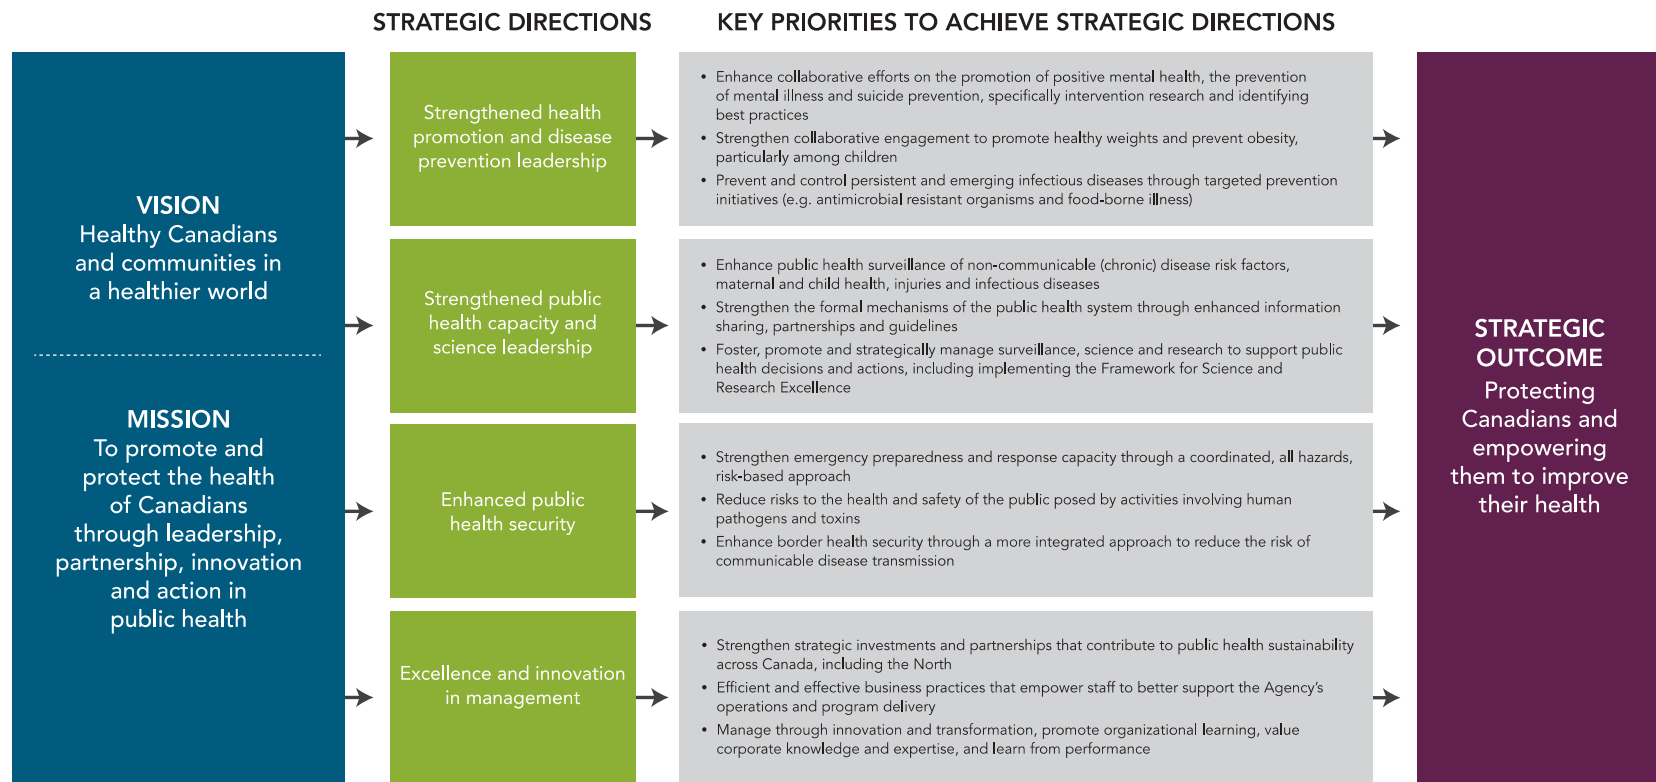 STRATEGIC DIRECTIONS
KEY PRIORITIES TO ACHIEVE STRATEGIC DIRECTIONS
VISION
Healthy Canadians
and communities in
a healthier world
MISSION
To promote and
protect the health
of Canadians
through leadership,
partnership, innovation
and action in
public health
Strengthened health
promotion and disease
prevention leadership
• Enhance collaborative efforts on the promotion of positive mental health, the prevention
of mental illness and suicide prevention, specifically intervention research and identifying
best practices
• Strengthen collaborative engagement to promote healthy weights and prevent obesity,
particularly among children
• Prevent and control persistent and emerging infectious diseases through targeted prevention
initiatives (e.g. antimicrobial resistant organisms and food-borne illness)
Strengthened public
health capacity and
science leadership
• Enhance public health surveillance of non-communicable (chronic) disease risk factors,
maternal and child health, injuries and infectious diseases
• Strengthen the formal mechanisms of the public health system through enhanced information
sharing, partnerships and guidelines
• Foster, promote and strategically manage surveillance, science and research to support public
health decisions and actions, including implementing the Framework for Science and
Research Excellence
Enhanced public
health security
• Strengthen emergency preparedness and response capacity through a coordinated, all hazards,
risk-based approach
• Reduce risks to the health and safety of the public posed by activities involving human
pathogens and toxins
• Enhance border health security through a more integrated approach to reduce the risk of
communicable disease transmission
Excellence and innovation
in management
• Strengthen strategic investments and partnerships that contribute to public health sustainability
across Canada, including the North
• Efficient and effective business practices that empower staff to better support the Agency's
operations and program delivery
• Manage through innovation and transformation, promote organizational learning, value
corporate knowledge and expertise, and learn from performance
STRATEGIC
OUTCOME
Protecting
Canadians and
empowering
them to improve
their health